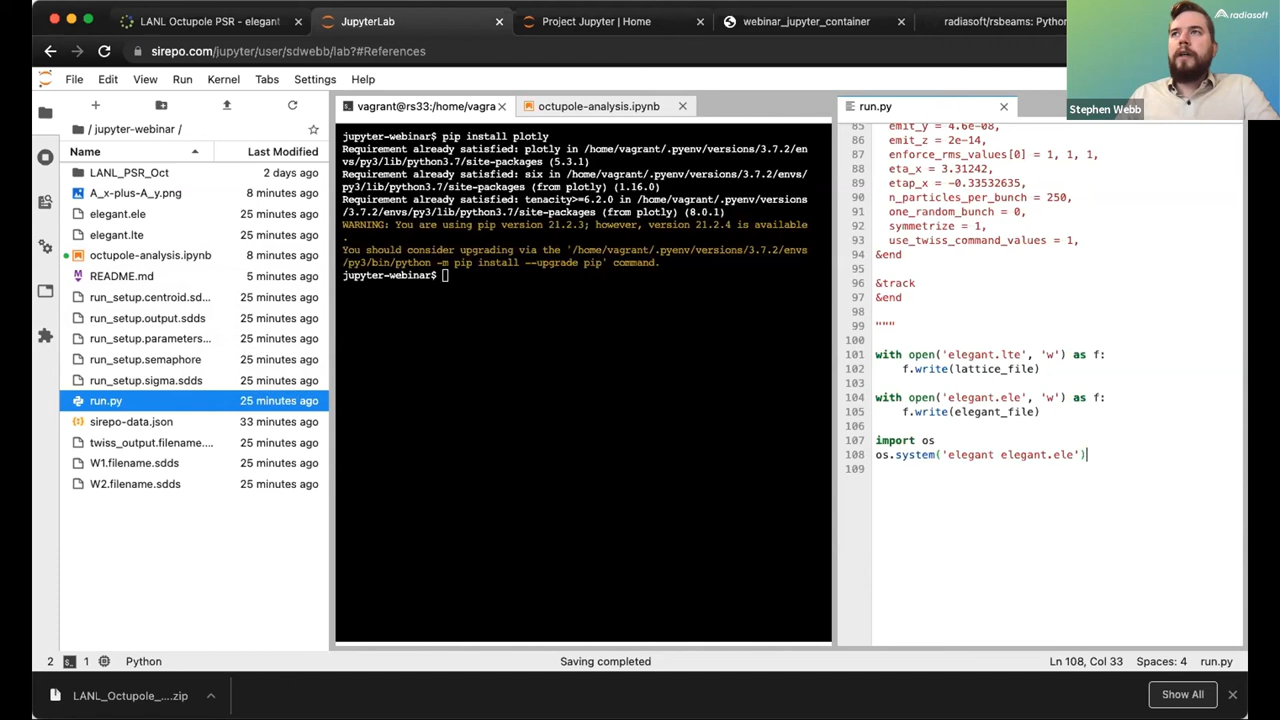 LANL Octupole PSR - elegant
JupyterLab
Project Jupyter | Home
webinar_jupyter_container
radiasoft/rsbeams: Python
radiasoft
sirepo.com/jupyter/user/sdwebb/lab?#References
File Edit View Run Kernel Tabs Settings Help
Stephen Webb
vagrant@rs33:/home/vagra
octupole-analysis.ipynb
run.py
/ jupyter-webinar /
Name Last Modified
LANL_PSR_Oct 2 days ago
A_x-plus-A_y.png 8 minutes ago
elegant.ele 25 minutes ago
elegant.lte 25 minutes ago
octupole-analysis.ipynb 8 minutes ago
README.md 5 minutes ago
run_setup.centroid.sd... 25 minutes ago
run_setup.output.sdds 25 minutes ago
run_setup.parameters... 25 minutes ago
run_setup.semaphore 25 minutes ago
run_setup.sigma.sdds 25 minutes ago
run.py 25 minutes ago
sirepo-data.json 33 minutes ago
twiss_output.filename.... 25 minutes ago
W1.filename.sdds 25 minutes ago
W2.filename.sdds 25 minutes ago
jupyter-webinar$ pip install plotly
Requirement already satisfied: plotly in /home/vagrant/.pyenv/versions/3.7.2/en
vs/py3/lib/python3.7/site-packages (5.3.1)
Requirement already satisfied: six in /home/vagrant/.pyenv/versions/3.7.2/envs/
py3/lib/python3.7/site-packages (from plotly) (1.16.0)
Requirement already satisfied: tenacity>=6.2.0 in /home/vagrant/.pyenv/versions
/3.7.2/envs/py3/lib/python3.7/site-packages (from plotly) (8.0.1)
WARNING: You are using pip version 21.2.3; however, version 21.2.4 is available
.
You should consider upgrading via the '/home/vagrant/.pyenv/versions/3.7.2/envs
/py3/bin/python -m pip install --upgrade pip' command.
jupyter-webinar$
85 emit_y = 4.6e-08,
86 emit_z = 2e-14,
87 enforce_rms_values[0] = 1, 1, 1,
88 eta_x = 3.31242,
89 etap_x = -0.33532635,
90 n_particles_per_bunch = 250,
91 one_random_bunch = 0,
92 symmetrize = 1,
93 use_twiss_command_values = 1,
94 &end
95
96 &track
97 &end
98
99 """
100
101 with open('elegant.lte', 'w') as f:
102 f.write(lattice_file)
103
104 with open('elegant.ele', 'w') as f:
105 f.write(elegant_file)
106
107 import os
108 os.system('elegant elegant.ele')
109
2 1 Python
Saving completed
Ln 108, Col 33 Spaces: 4 run.py
LANL_Octupole_....zip
Show All